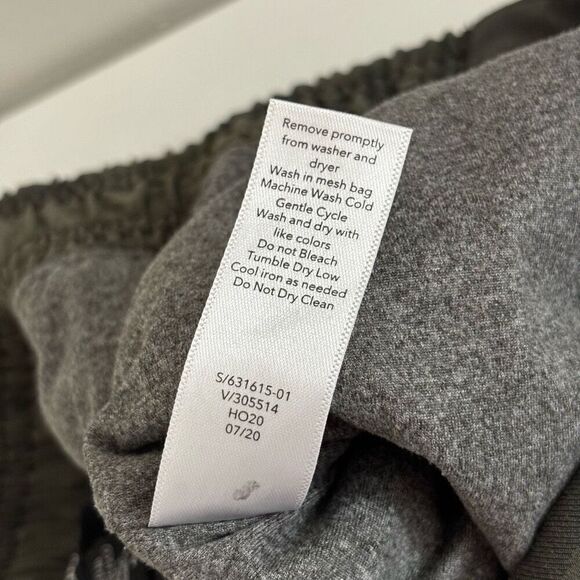 Remove promptly
from washer and
dryer
Wash in mesh bag
Machine Wash Cold
Gentle Cycle
Wash and dry with
like colors
Do not Bleach
Tumble Dry Low
Cool iron as needed
Do Not Dry Clean
S/631615-01
V/305514
HO20
07/20